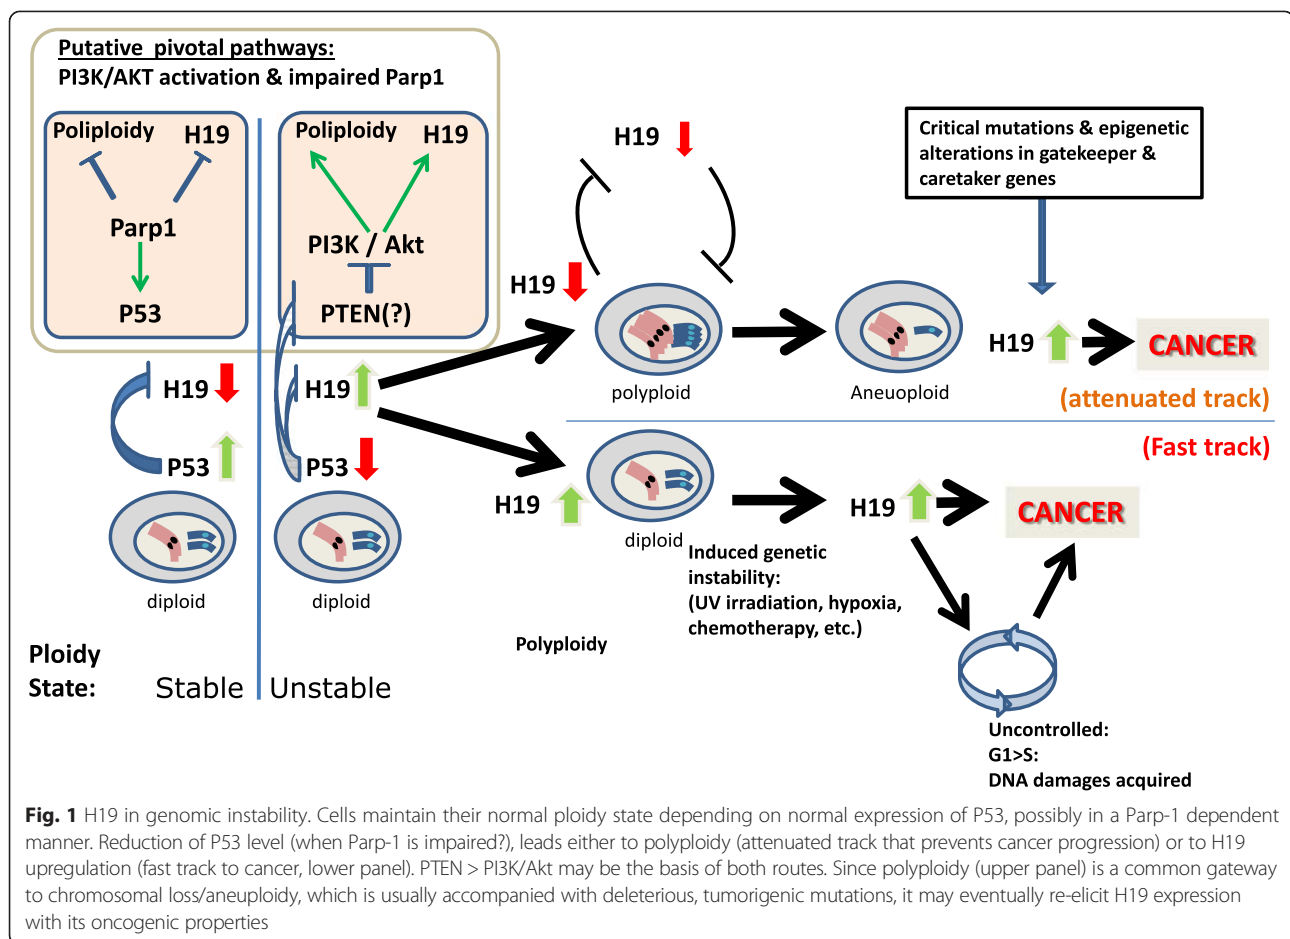 Putative pivotal pathways:
PI3K/AKT activation & impaired Parp1
Poliploidy
H19
Parp1
P53
Poliploidy
H19
PI3K / Akt
PTEN(?)
H19
P53
diploid
H19
P53
diploid
Ploidy
State:
Stable
Unstable
H19
H19
polyploid
Aneuoploid
Critical mutations & epigenetic
alterations in gatekeeper &
caretaker genes
H19
CANCER
(attenuated track)
(Fast track)
H19
diploid
Induced genetic
instability:
(UV irradiation, hypoxia,
chemotherapy, etc.)
Polyploidy
H19
CANCER
Uncontrolled:
G1>S:
DNA damages acquired
Fig. 1 H19 in genomic instability. Cells maintain their normal ploidy state depending on normal expression of P53, possibly in a Parp-1 dependent
manner. Reduction of P53 level (when Parp-1 is impaired?), leads either to polyploidy (attenuated track that prevents cancer progression) or to H19
upregulation (fast track to cancer, lower panel). PTEN > PI3K/Akt may be the basis of both routes. Since polyploidy (upper panel) is a common gateway
to chromosomal loss/aneuploidy, which is usually accompanied with deleterious, tumorigenic mutations, it may eventually re-elicit H19 expression
with its oncogenic properties